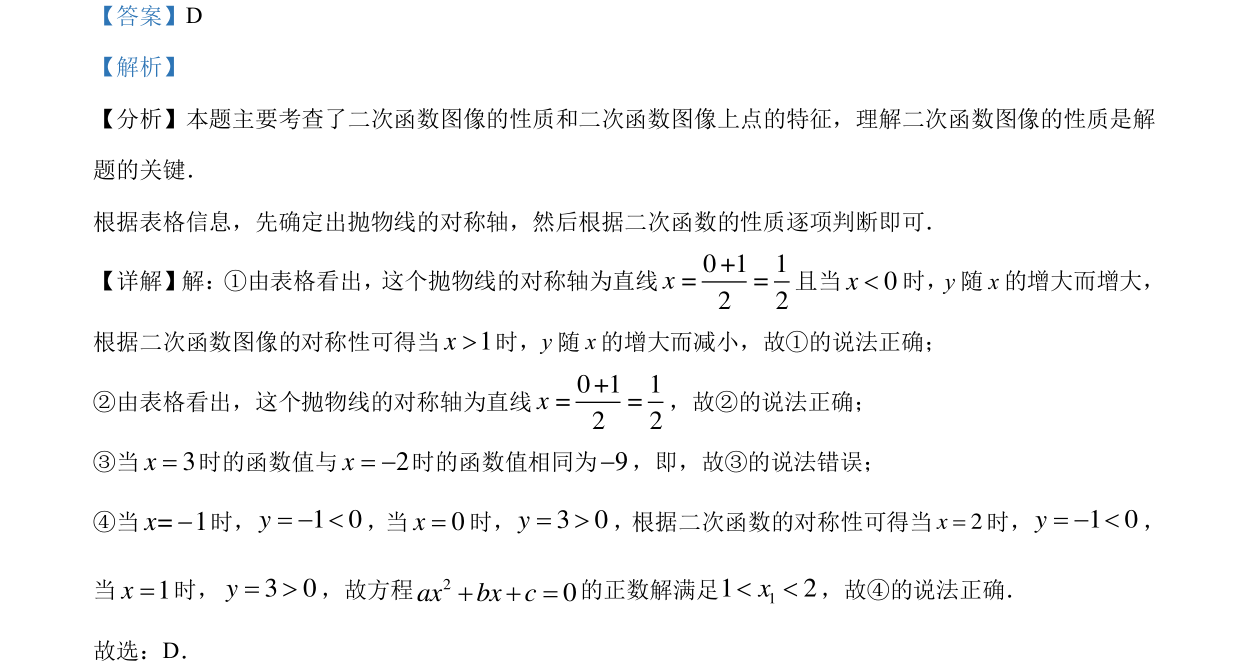 【答案】D
【解析】
【分析】本题主要考查了二次函数图像的性质和二次函数图像上点的特征，理解二次函数图像的性质是解
题的关键．
根据表格信息，先确定出抛物线的对称轴，然后根据二次函数的性质逐项判断即可．
【详解】解：①由表格看出，这个抛物线的对称轴为直线 x = (0+1)/2 = 1/2 且当 x < 0 时，y 随 x 的增大而增大，
根据二次函数图像的对称性可得当 x > 1 时，y 随 x 的增大而减小，故①的说法正确；
②由表格看出，这个抛物线的对称轴为直线 x = (0+1)/2 = 1/2，故②的说法正确；
③当 x = 3 时的函数值与 x = −2 时的函数值相同为 −9，即，故③的说法错误；
④当 x= −1 时，y = −1 < 0，当 x = 0 时，y = 3 > 0，根据二次函数的对称性可得当 x = 2 时，y = −1 < 0，
当 x = 1 时，y = 3 > 0，故方程 ax² + bx + c = 0 的正数解满足 1 < x₁ < 2，故④的说法正确．
故选：D．